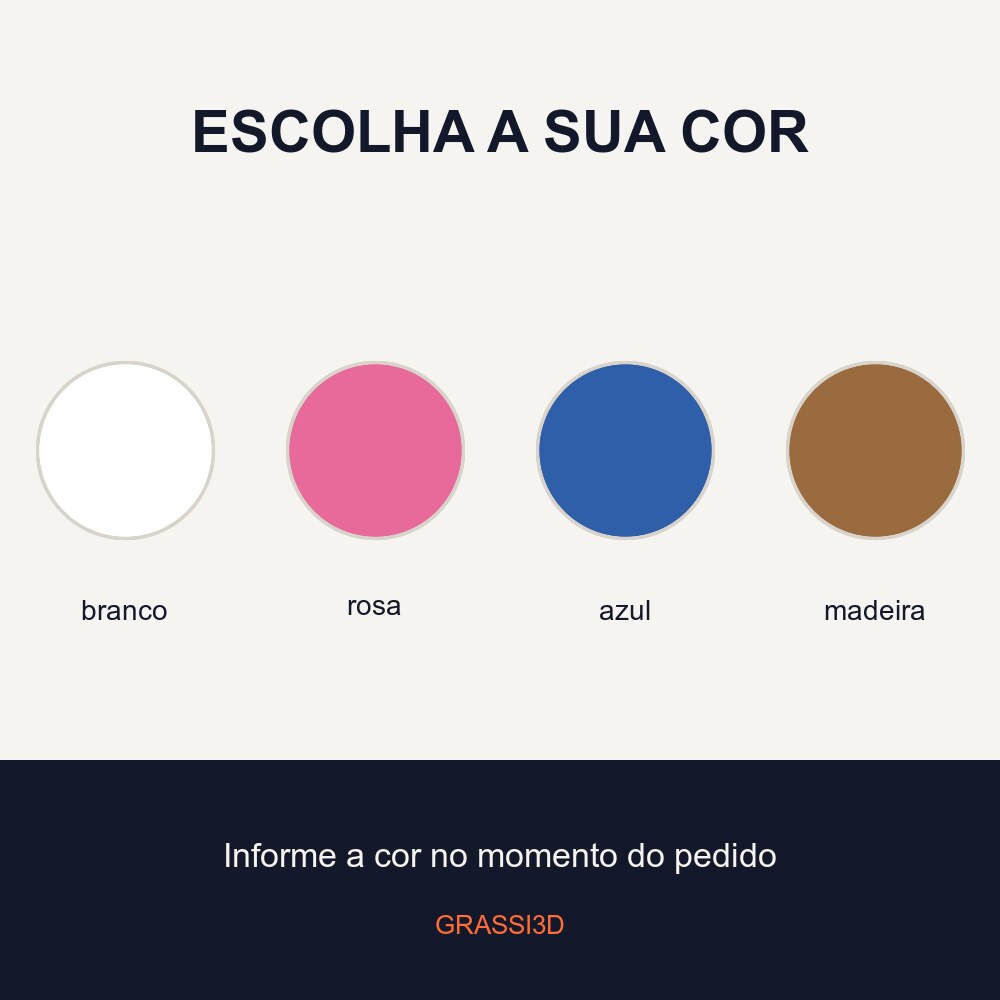 ESCOLHA A SUA COR
branco rosa azul madeira
Informe a cor no momento do pedido
GRASSI3D